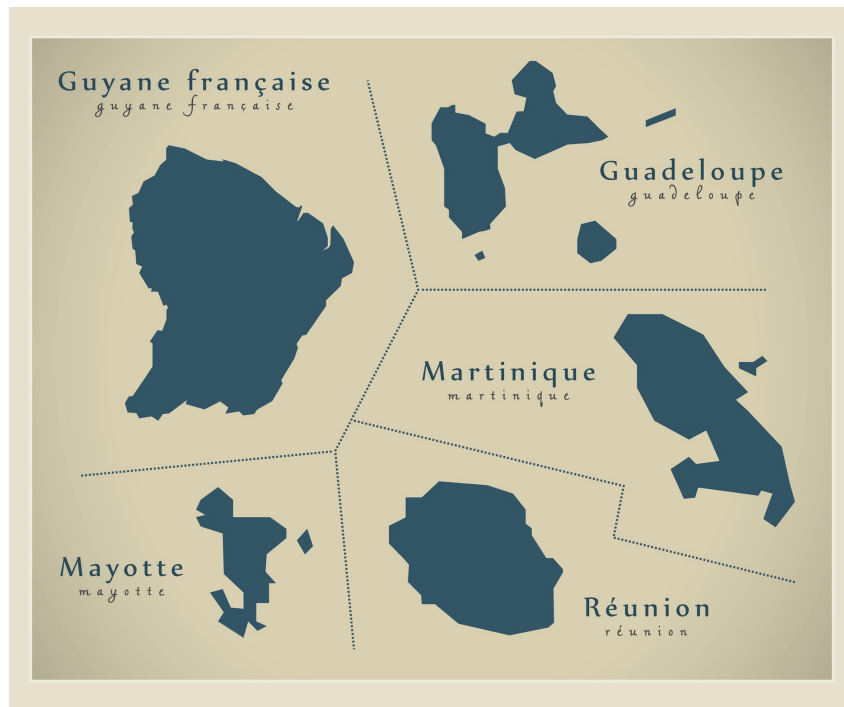 Guyane française
guyane française
Guadeloupe
guadeloupe
Martinique
martinique
Mayotte
mayotte
Réunion
réunion